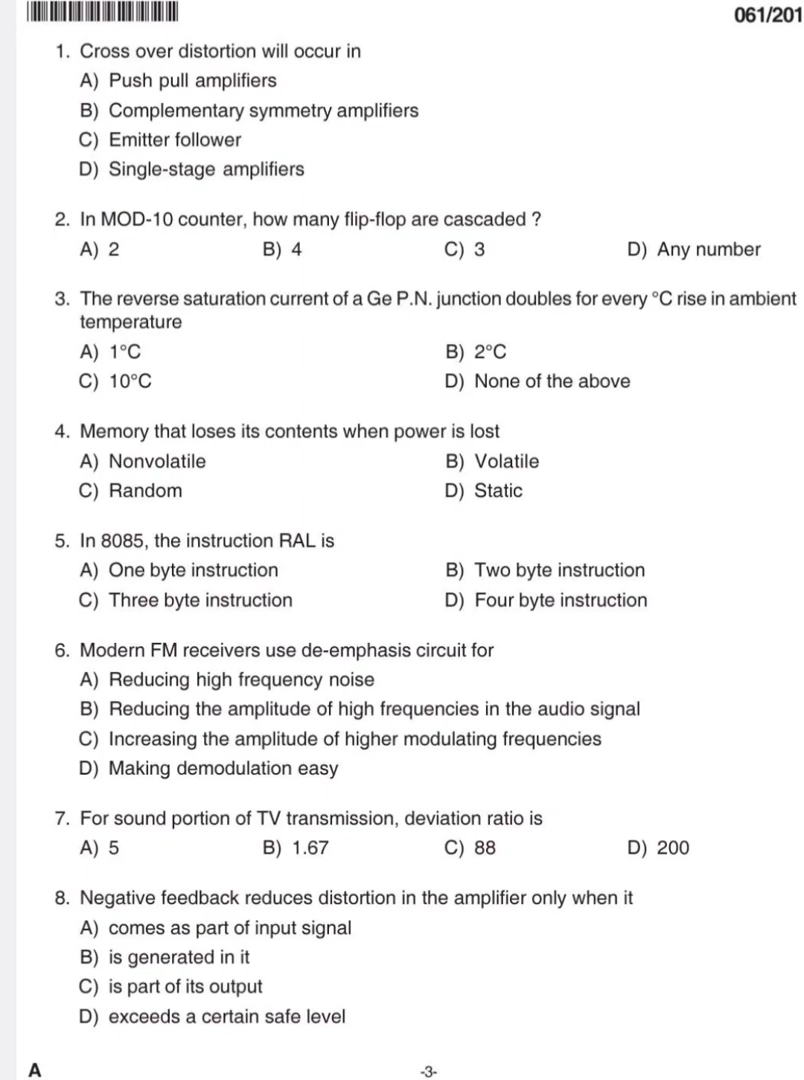 061/201
1. Cross over distortion will occur in
A) Push pull amplifiers
B) Complementary symmetry amplifiers
C) Emitter follower
D) Single-stage amplifiers
2. In MOD-10 counter, how many flip-flop are cascaded ?
A) 2 B) 4 C) 3 D) Any number
3. The reverse saturation current of a Ge P.N. junction doubles for every °C rise in ambient
temperature
A) 1°C B) 2°C
C) 10°C D) None of the above
4. Memory that loses its contents when power is lost
A) Nonvolatile B) Volatile
C) Random D) Static
5. In 8085, the instruction RAL is
A) One byte instruction B) Two byte instruction
C) Three byte instruction D) Four byte instruction
6. Modern FM receivers use de-emphasis circuit for
A) Reducing high frequency noise
B) Reducing the amplitude of high frequencies in the audio signal
C) Increasing the amplitude of higher modulating frequencies
D) Making demodulation easy
7. For sound portion of TV transmission, deviation ratio is
A) 5 B) 1.67 C) 88 D) 200
8. Negative feedback reduces distortion in the amplifier only when it
A) comes as part of input signal
B) is generated in it
C) is part of its output
D) exceeds a certain safe level
A -3-